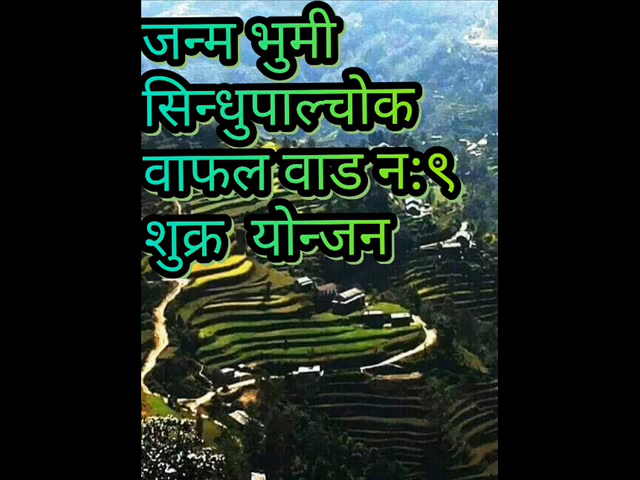 जन्म भुमी
सिन्धुपाल्चोक
वाफल वाड न:९
शुक्र योन्जन